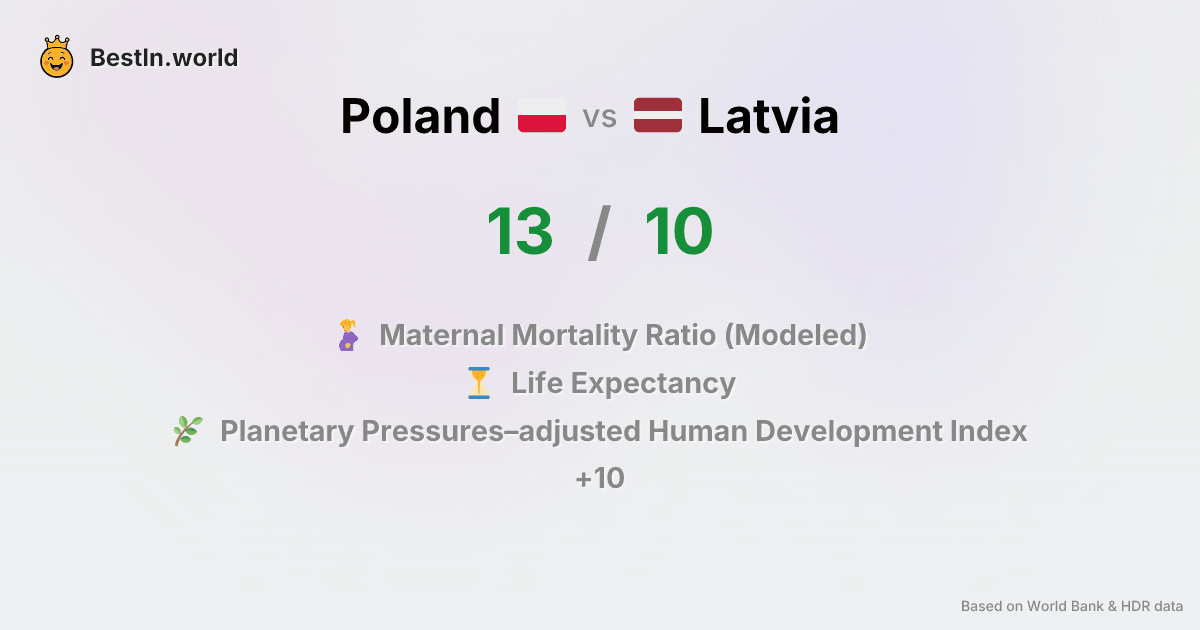 BestIn.world
Poland vs Latvia
13 / 10
Maternal Mortality Ratio (Modeled)
Life Expectancy
Planetary Pressures–adjusted Human Development Index
+10
Based on World Bank & HDR data